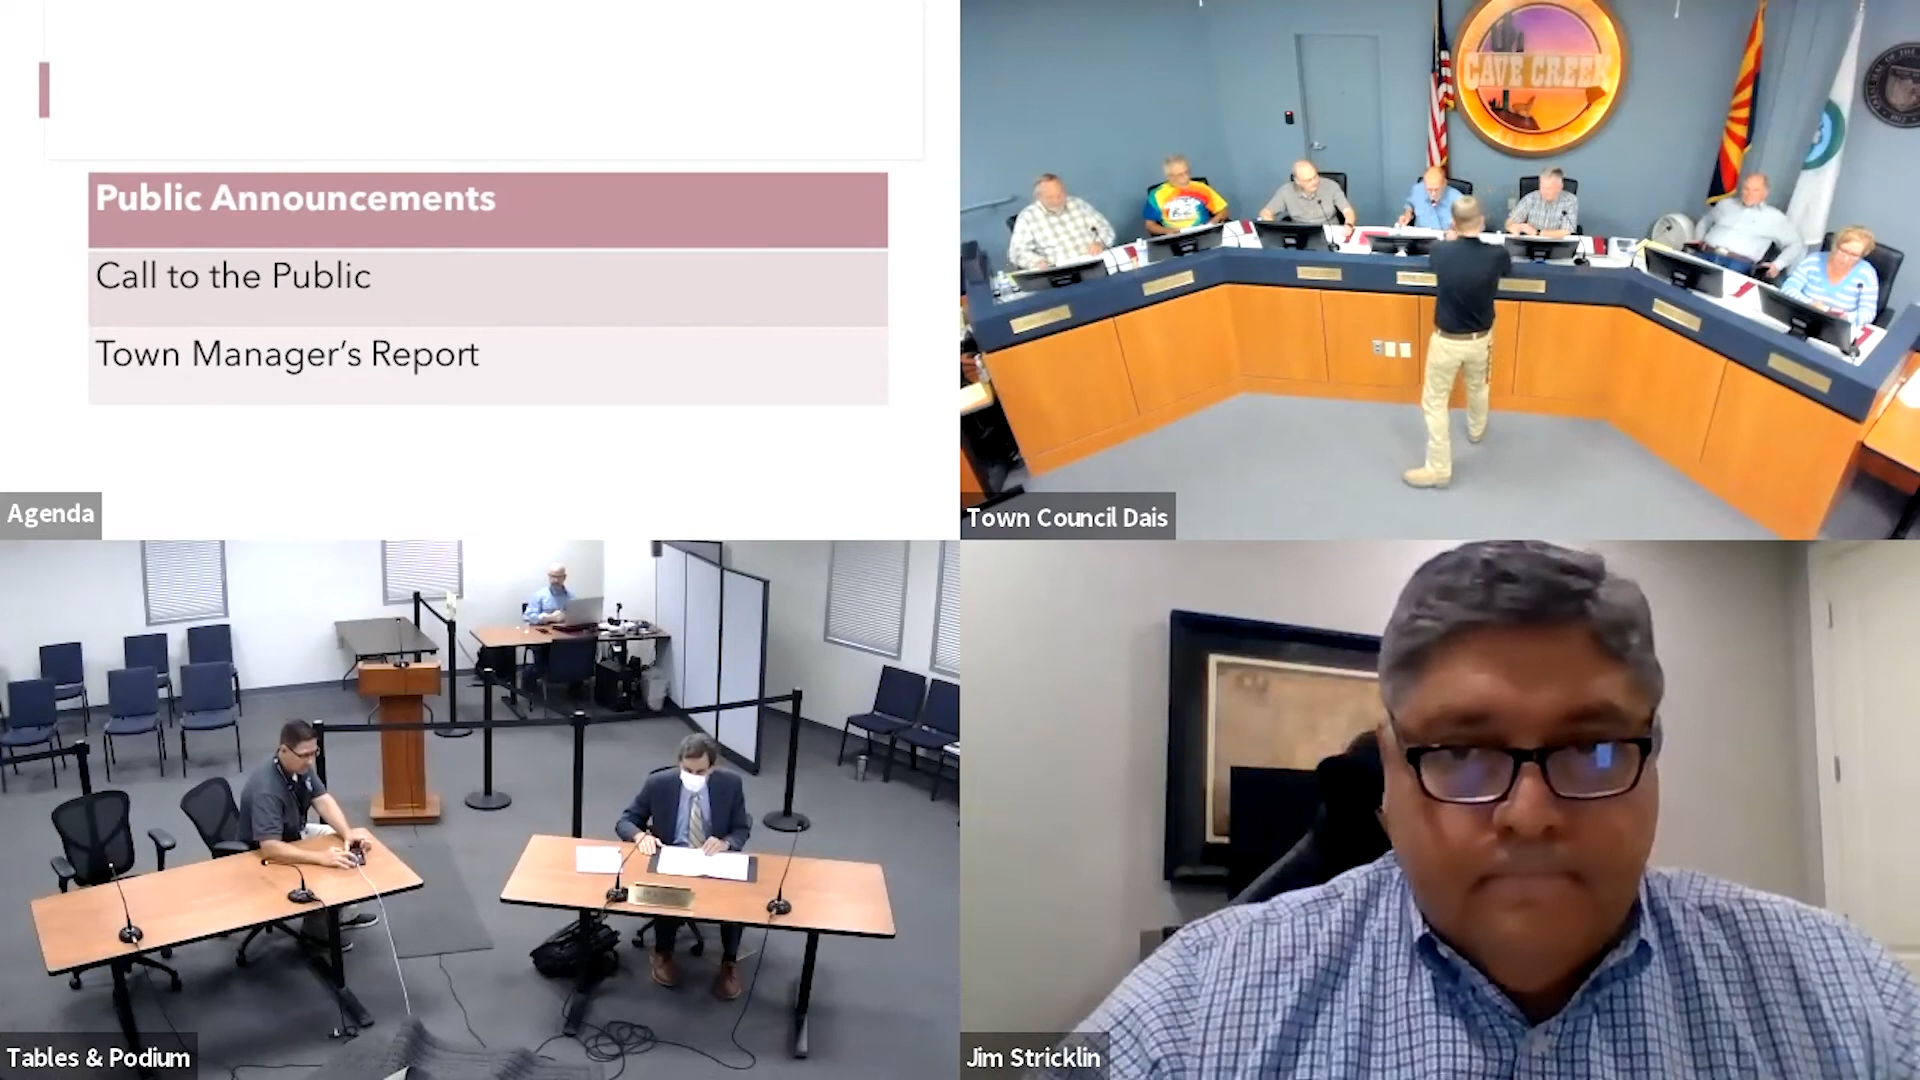 Public Announcements
Call to the Public
Town Manager's Report
Agenda
CAVE CREEK
Town Council Dais
Tables & Podium
Jim Stricklin